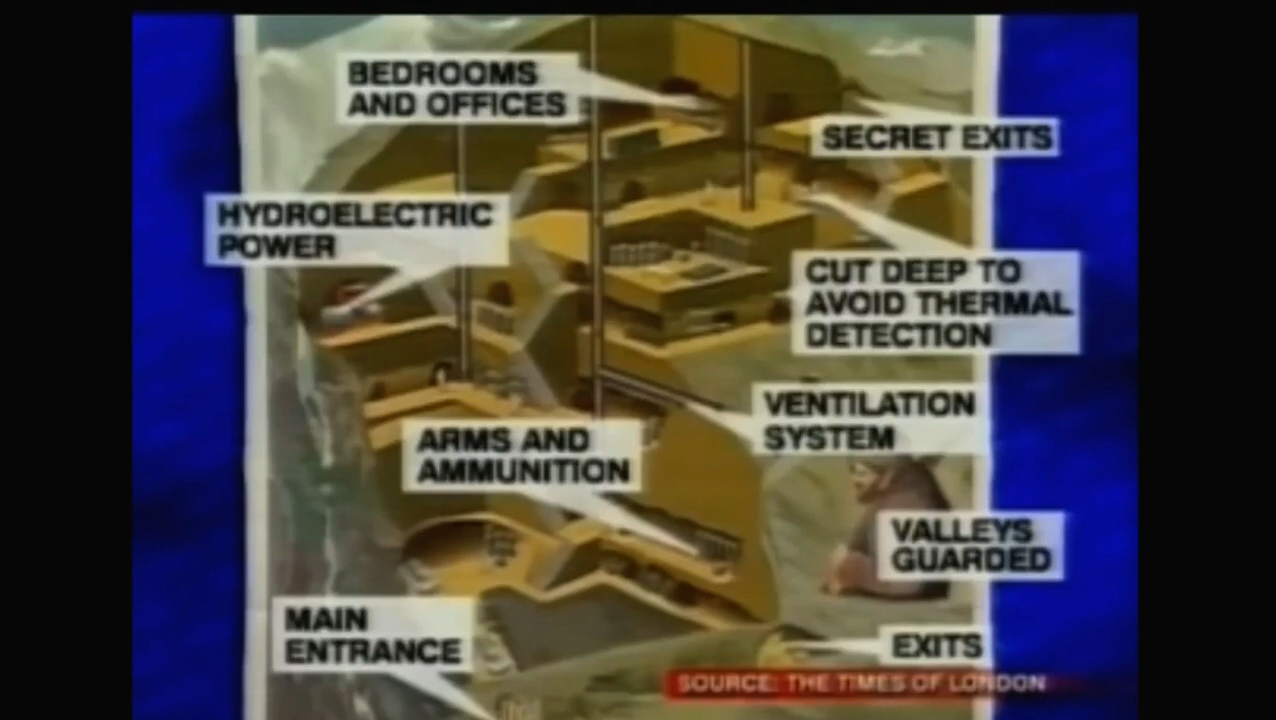 BEDROOMS
AND OFFICES
SECRET EXITS
HYDROELECTRIC
POWER
CUT DEEP TO
AVOID THERMAL
DETECTION
VENTILATION
SYSTEM
ARMS AND
AMMUNITION
VALLEYS
GUARDED
MAIN
ENTRANCE
EXITS
SOURCE: THE TIMES OF LONDON